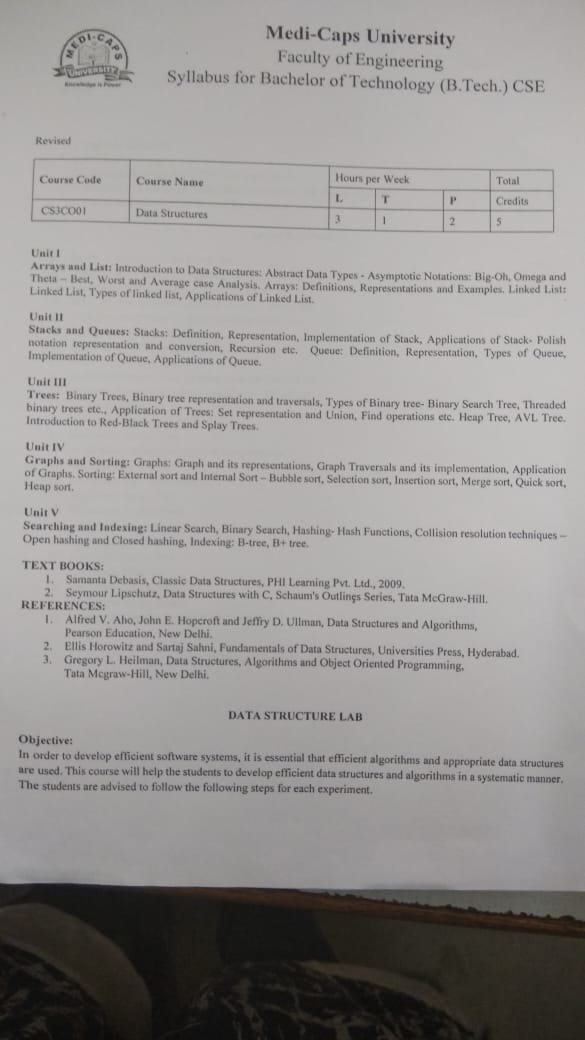 Medi-Caps University
Faculty of Engineering
Syllabus for Bachelor of Technology (B.Tech.) CSE
MEDI-CAPS
UNIVERSITY
Knowledge is Power
Revised
Course Code Course Name Hours per Week Total
L T P Credits
CS3CO01 Data Structures 3 1 2 5
Unit I
Arrays and List: Introduction to Data Structures: Abstract Data Types - Asymptotic Notations: Big-Oh, Omega and
Theta – Best, Worst and Average case Analysis. Arrays: Definitions, Representations and Examples. Linked List:
Linked List, Types of linked list, Applications of Linked List.
Unit II
Stacks and Queues: Stacks: Definition, Representation, Implementation of Stack, Applications of Stack- Polish
notation representation and conversion, Recursion etc. Queue: Definition, Representation, Types of Queue,
Implementation of Queue, Applications of Queue.
Unit III
Trees: Binary Trees, Binary tree representation and traversals, Types of Binary tree- Binary Search Tree, Threaded
binary trees etc., Application of Trees: Set representation and Union, Find operations etc. Heap Tree, AVL Tree.
Introduction to Red-Black Trees and Splay Trees.
Unit IV
Graphs and Sorting: Graphs: Graph and its representations, Graph Traversals and its implementation, Application
of Graphs. Sorting: External sort and Internal Sort – Bubble sort, Selection sort, Insertion sort, Merge sort, Quick sort,
Heap sort.
Unit V
Searching and Indexing: Linear Search, Binary Search, Hashing- Hash Functions, Collision resolution techniques –
Open hashing and Closed hashing, Indexing: B-tree, B+ tree.
TEXT BOOKS:
1. Samanta Debasis, Classic Data Structures, PHI Learning Pvt. Ltd., 2009.
2. Seymour Lipschutz, Data Structures with C, Schaum's Outlines Series, Tata McGraw-Hill.
REFERENCES:
1. Alfred V. Aho, John E. Hopcroft and Jeffry D. Ullman, Data Structures and Algorithms,
Pearson Education, New Delhi.
2. Ellis Horowitz and Sartaj Sahni, Fundamentals of Data Structures, Universities Press, Hyderabad.
3. Gregory L. Heilman, Data Structures, Algorithms and Object Oriented Programming,
Tata Mcgraw-Hill, New Delhi.
DATA STRUCTURE LAB
Objective:
In order to develop efficient software systems, it is essential that efficient algorithms and appropriate data structures
are used. This course will help the students to develop efficient data structures and algorithms in a systematic manner.
The students are advised to follow the following steps for each experiment.